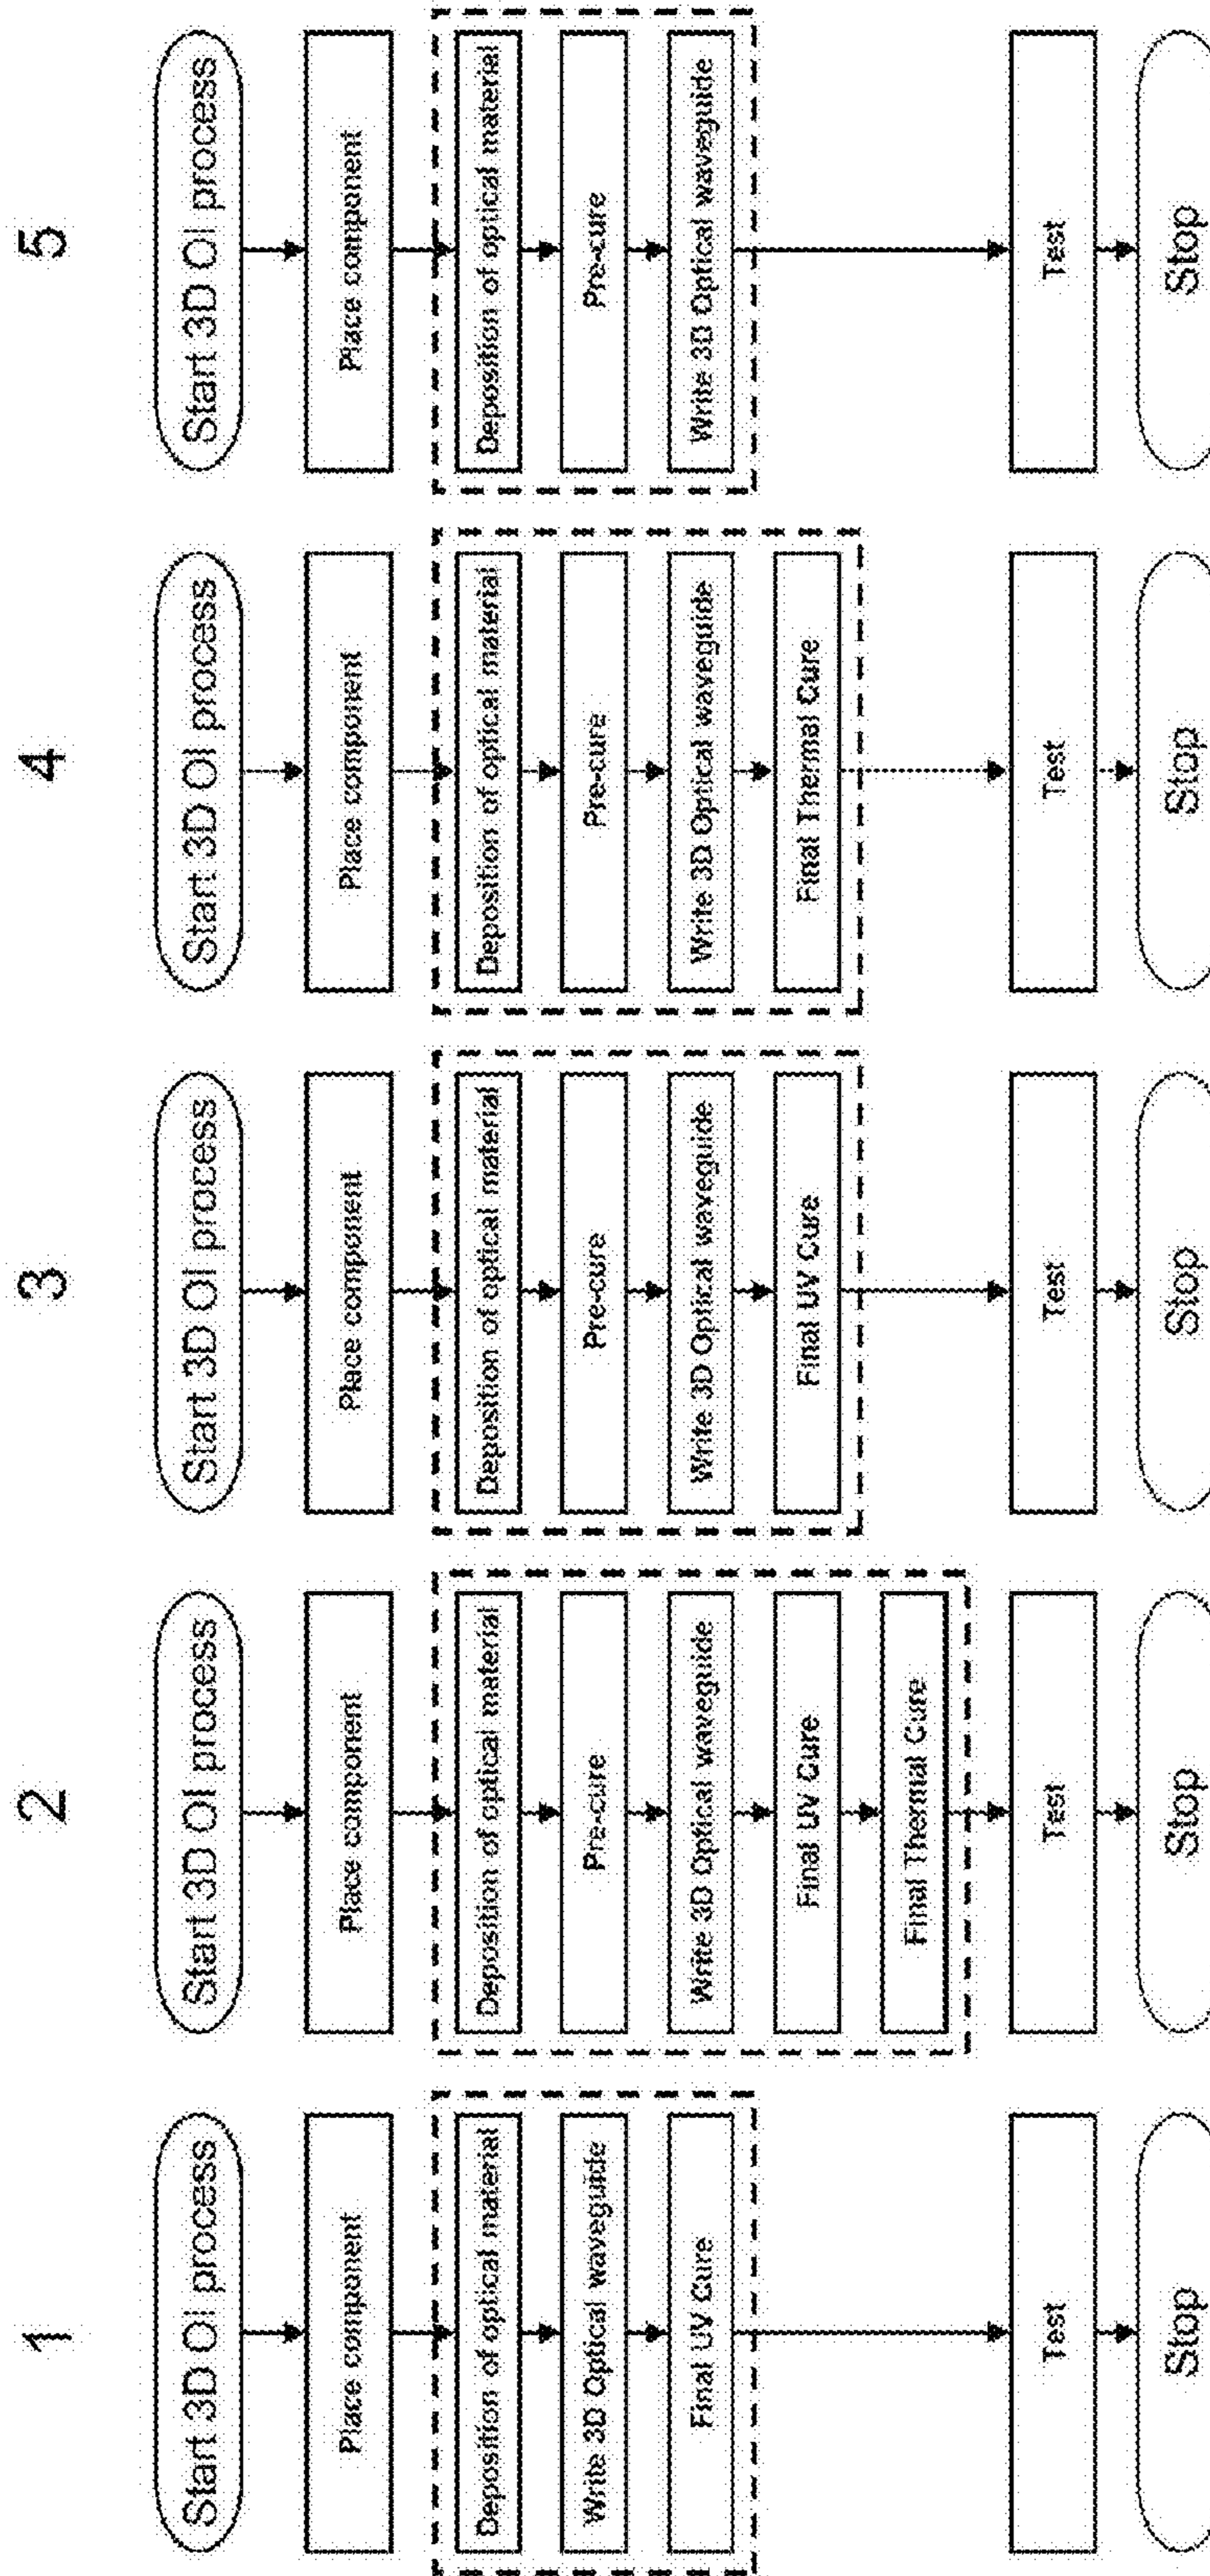 1
Start 3D OI process
Place component
Deposition of optical material
Write 3D Optical waveguide
Final UV Cure
Test
Stop
2
Start 3D OI process
Place component
Deposition of optical material
Pre-cure
Write 3D Optical waveguide
Final UV Cure
Final Thermal Cure
Test
Stop
3
Start 3D OI process
Place component
Deposition of optical material
Pre-cure
Write 3D Optical waveguide
Final UV Cure
Test
Stop
4
Start 3D OI process
Place component
Deposition of optical material
Pre-cure
Write 3D Optical waveguide
Final Thermal Cure
Test
Stop
5
Start 3D OI process
Place component
Deposition of optical material
Pre-cure
Write 3D Optical waveguide
Test
Stop